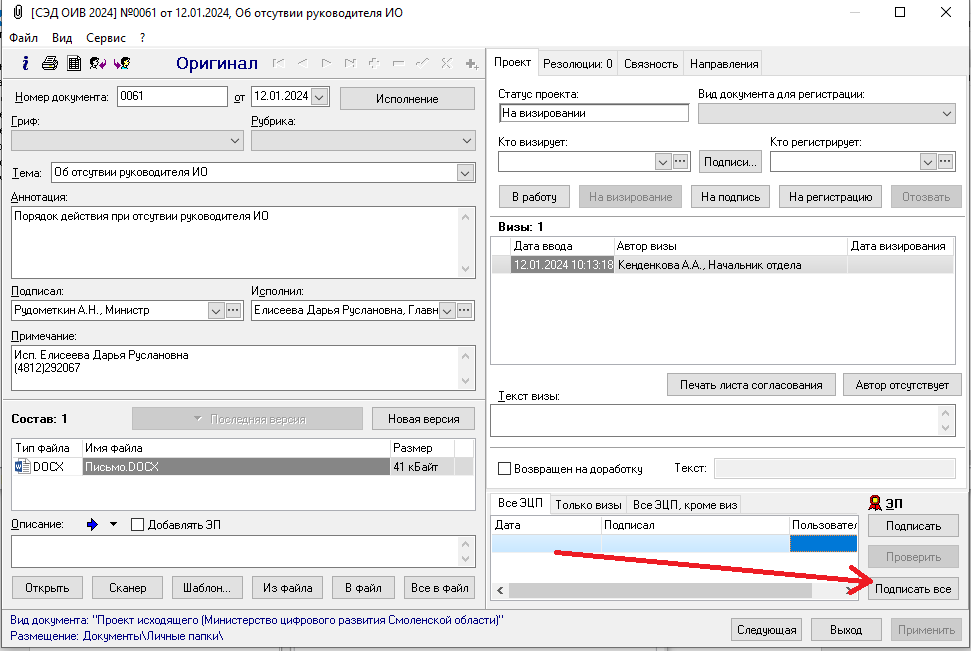 [СЭД ОИВ 2024] №0061 от 12.01.2024, Об отсутвии руководителя ИО
Файл Вид Сервис ?
Оригинал
Номер документа: 0061 от 12.01.2024 Исполнение
Гриф: Рубрика:
Тема: Об отсутвии руководителя ИО
Аннотация:
Порядок действия при отсутвии руководителя ИО
Подписал: Исполнил:
Рудометкин А.Н., Министр Елисеева Дарья Руслановна, Главн
Примечание:
Исп. Елисеева Дарья Руслановна
(4812)292067
Состав: 1 Последняя версия Новая версия
Тип файла Имя файла Размер
DOCX Письмо.DOCX 41 кБайт
Описание: Добавлять ЭП
Открыть Сканер Шаблон... Из файла В файл Все в файл
Проект Резолюции: 0 Связность Направления
Статус проекта: Вид документа для регистрации:
На визировании
Кто визирует: Кто регистрирует:
Подписи...
В работу На визирование На подпись На регистрацию Отозвать
Визы: 1
Дата ввода Автор визы Дата визирования
12.01.2024 10:13:18 Кенденкова А.А., Начальник отдела
Печать листа согласования Автор отсутствует
Текст визы:
Возвращен на доработку Текст:
Все ЭЦП Только визы Все ЭЦП, кроме виз ЭП
Дата Подписал Пользовател
Подписать
Проверить
Подписать все
Вид документа: "Проект исходящего (Министерство цифрового развития Смоленской области)"
Размещение: Документы\Личные папки\
Следующая Выход Применить